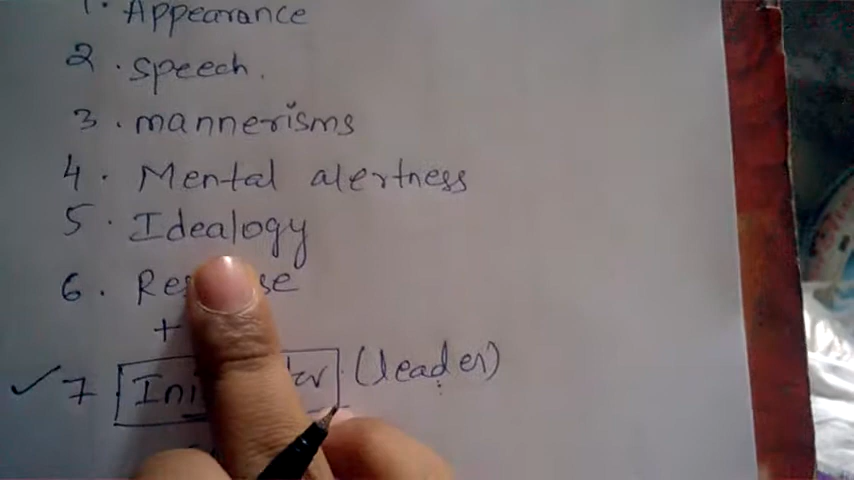 1. Appearance
2. speech.
3. mannerisms
4. Mental alertness
5. Idealogy
6.
+
7 (leader)